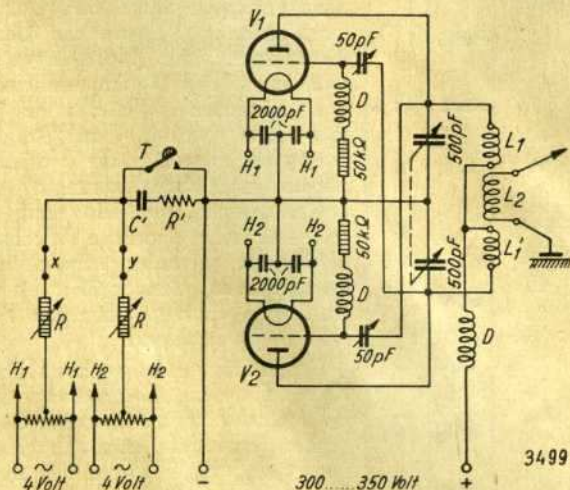 V1
50pF
D
2000pF
50kΩ
500pF
L1
L2
L1'
T
H1 H1
C' R'
H2 H2
50kΩ
500pF
x y
2000pF
D
D
R R
50pF
V2
H1 H1 H2 H2
3499
~ ~
4 Volt 4 Volt - 300......350 Volt +